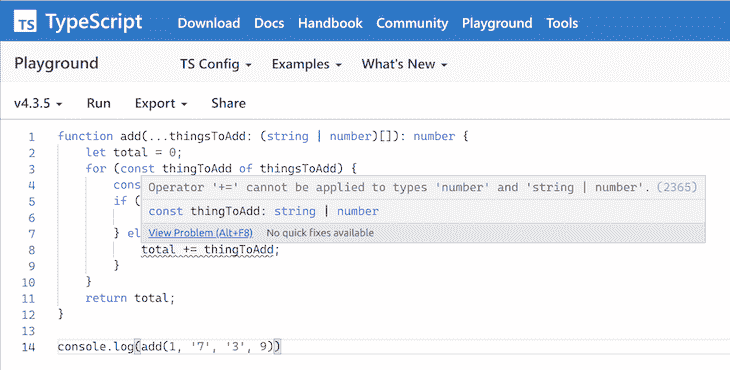 TS TypeScript Download Docs Handbook Community Playground Tools
Playground TS Config Examples What's New
v4.3.5 Run Export Share
1 function add(...thingsToAdd: (string | number)[]): number {
2 let total = 0;
3 for (const thingToAdd of thingsToAdd) {
4 cons
Operator '+=' cannot be applied to types 'number' and 'string | number'. (2365)
5 if (
const thingToAdd: string | number
6
7 } el
View Problem (Alt+F8) No quick fixes available
8 total += thingToAdd;
9 }
10 }
11 return total;
12 }
13
14 console.log(add(1, '7', '3', 9))